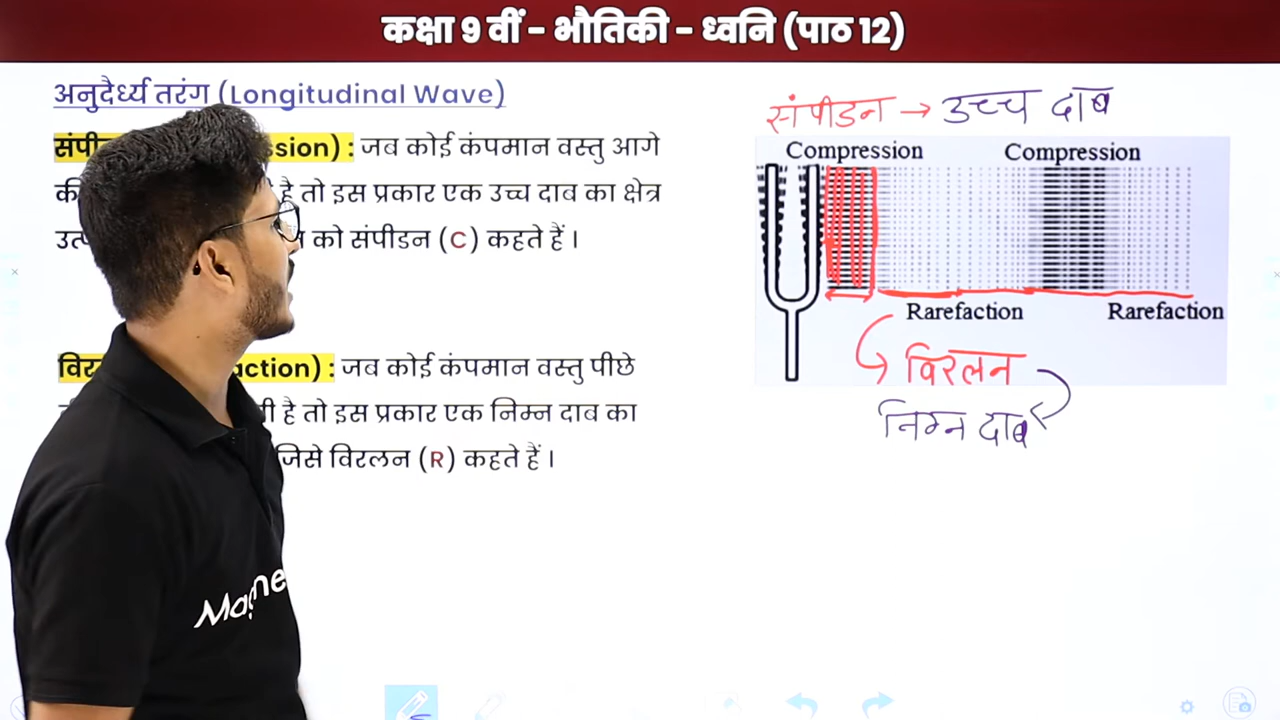 कक्षा 9 वीं - भौतिकी - ध्वनि (पाठ 12)
अनुदैर्ध्य तरंग (Longitudinal Wave)
ssion) : जब कोई कंपमान वस्तु आगे
है तो इस प्रकार एक उच्च दाब का क्षेत्र
को संपीडन (C) कहते हैं ।
action) : जब कोई कंपमान वस्तु पीछे
है तो इस प्रकार एक निम्न दाब का
जिसे विरलन (R) कहते हैं ।
संपीडन → उच्च दाब
Compression Compression
Rarefaction Rarefaction
विरलन
निम्न दाब